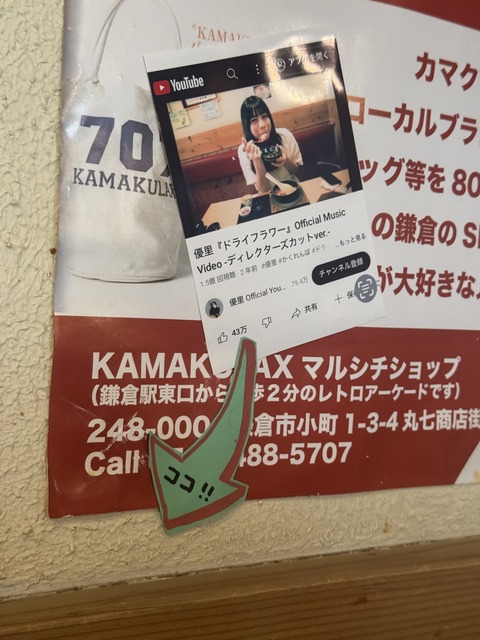 "KAMAK
70
KAMAKULA
カマク
ローカルブラ
ッグ等を 80
の鎌倉の S
が大好きな
YouTube
アプリを開く
優里『ドライフラワー』Official Music
Video -ディレクターズカットver.-
1.5億 回視聴・2 年前 #優里 #かくれんぼ #ドラ… もっと見る
優里 Official You... 79.4万
チャンネル登録
43万
共有
保
KAMAKU AX マルシチショップ
(鎌倉駅東口から 歩2分のレトロアーケードです)
248-000 倉市小町 1-3-4 丸七商店街
Call 488-5707
ココ!!